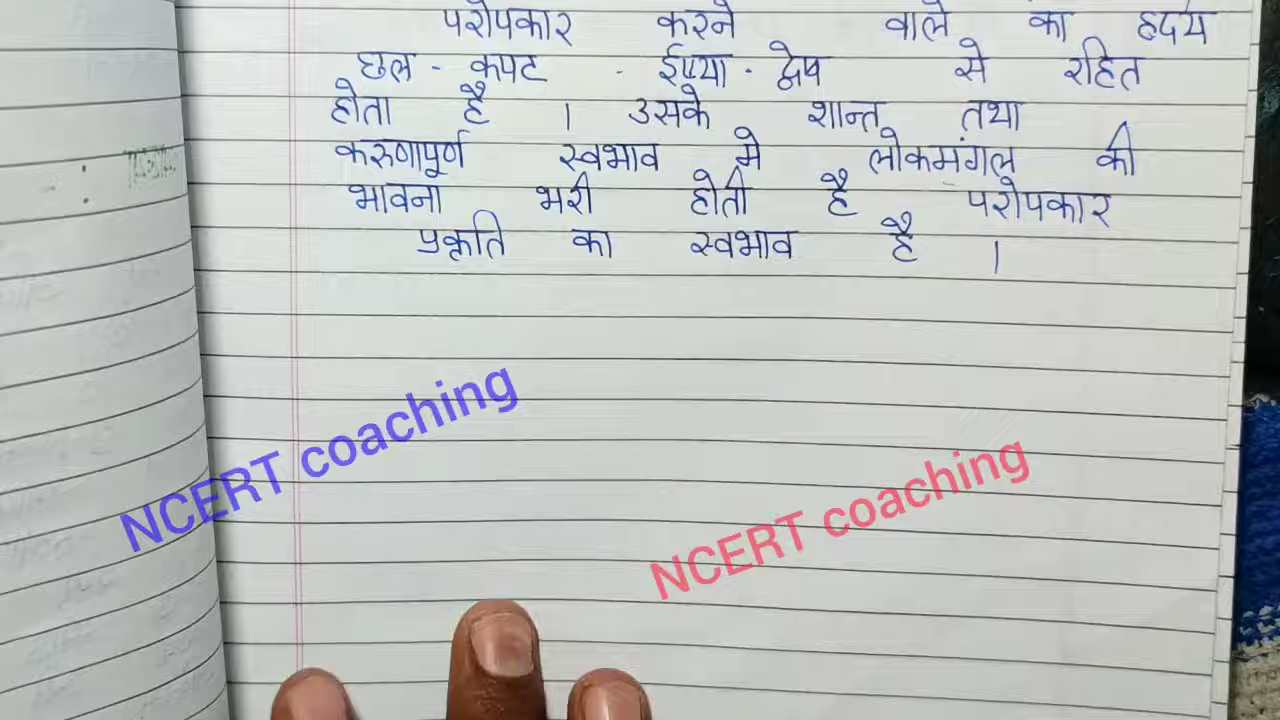 परोपकार करने वाले का हृदय
छल - कपट - ईष्या - द्वेष से रहित
होता है । उसके शान्त तथा
करुणापूर्ण स्वभाव मे लोकमंगल की
भावना भरी होती है परोपकार
प्रकृति का स्वभाव है ।
NCERT coaching
NCERT coaching